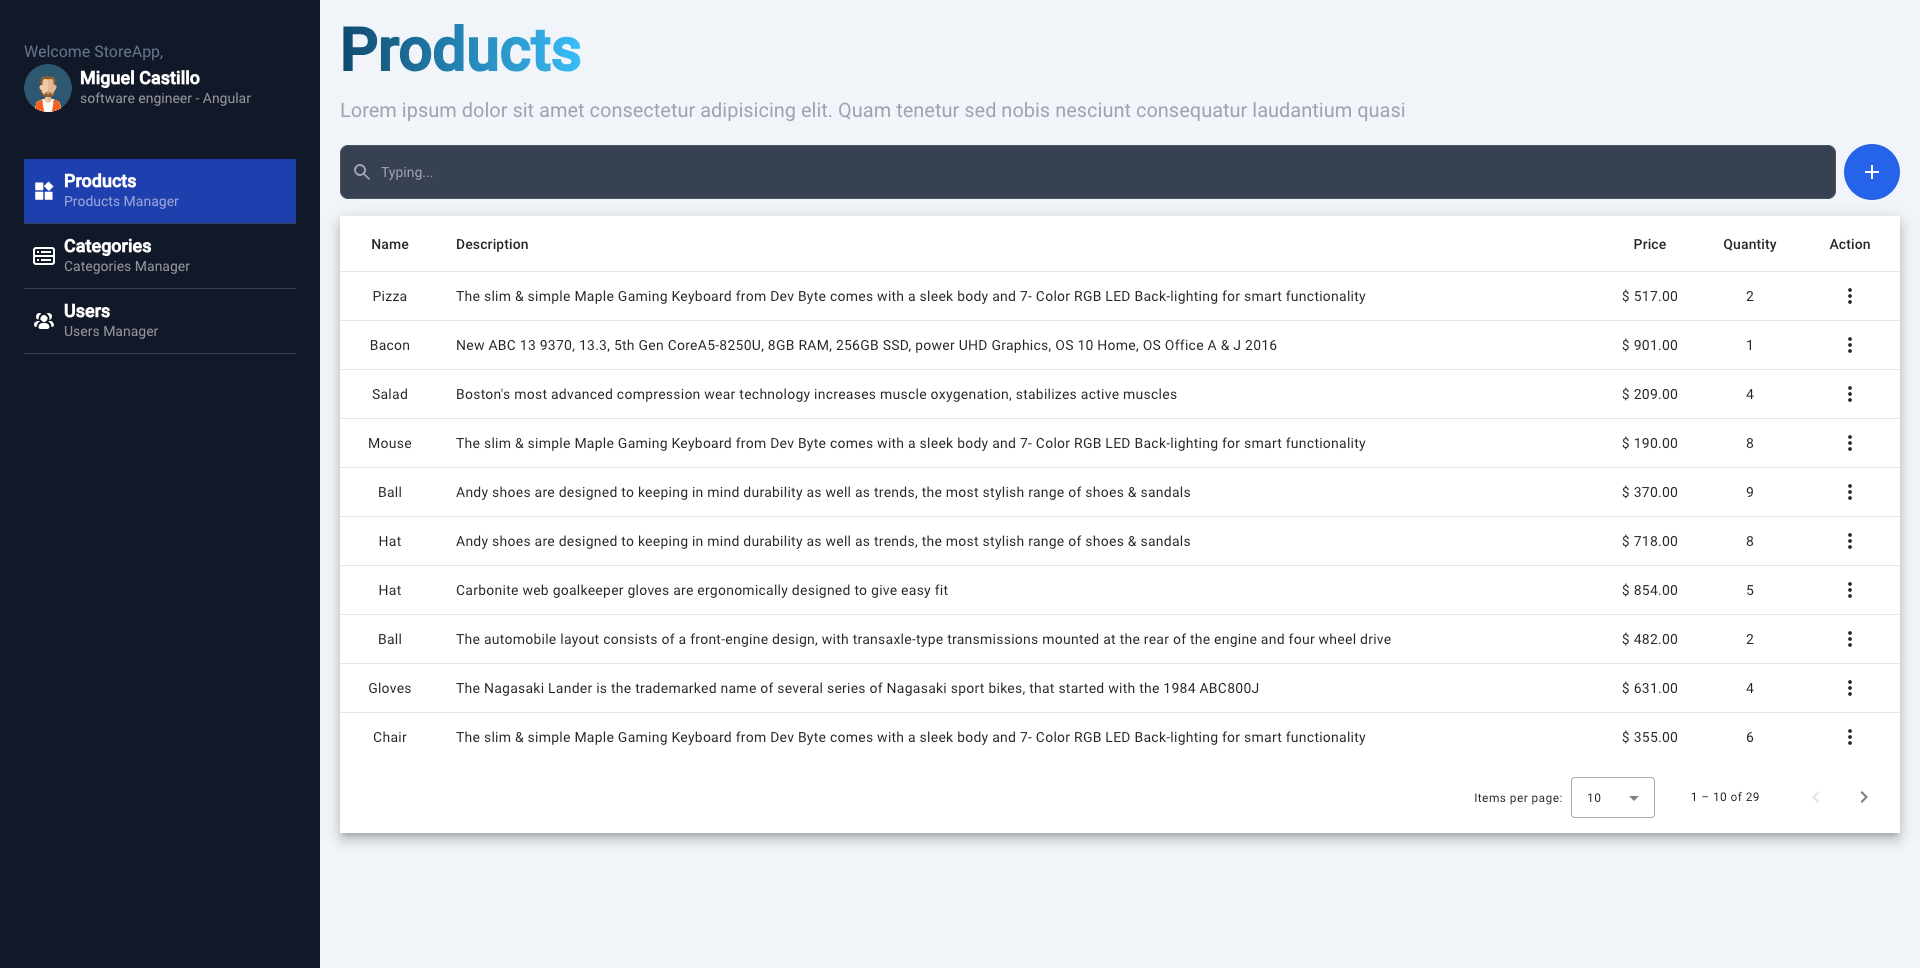 Welcome StoreApp,
Miguel Castillo
software engineer - Angular
Products
Products Manager
Categories
Categories Manager
Users
Users Manager
Products
Lorem ipsum dolor sit amet consectetur adipisicing elit. Quam tenetur sed nobis nesciunt consequatur laudantium quasi
Typing...
Name Description Price Quantity Action
Pizza The slim & simple Maple Gaming Keyboard from Dev Byte comes with a sleek body and 7- Color RGB LED Back-lighting for smart functionality $ 517.00 2
Bacon New ABC 13 9370, 13.3, 5th Gen CoreA5-8250U, 8GB RAM, 256GB SSD, power UHD Graphics, OS 10 Home, OS Office A & J 2016 $ 901.00 1
Salad Boston's most advanced compression wear technology increases muscle oxygenation, stabilizes active muscles $ 209.00 4
Mouse The slim & simple Maple Gaming Keyboard from Dev Byte comes with a sleek body and 7- Color RGB LED Back-lighting for smart functionality $ 190.00 8
Ball Andy shoes are designed to keeping in mind durability as well as trends, the most stylish range of shoes & sandals $ 370.00 9
Hat Andy shoes are designed to keeping in mind durability as well as trends, the most stylish range of shoes & sandals $ 718.00 8
Hat Carbonite web goalkeeper gloves are ergonomically designed to give easy fit $ 854.00 5
Ball The automobile layout consists of a front-engine design, with transaxle-type transmissions mounted at the rear of the engine and four wheel drive $ 482.00 2
Gloves The Nagasaki Lander is the trademarked name of several series of Nagasaki sport bikes, that started with the 1984 ABC800J $ 631.00 4
Chair The slim & simple Maple Gaming Keyboard from Dev Byte comes with a sleek body and 7- Color RGB LED Back-lighting for smart functionality $ 355.00 6
Items per page: 10 1 – 10 of 29